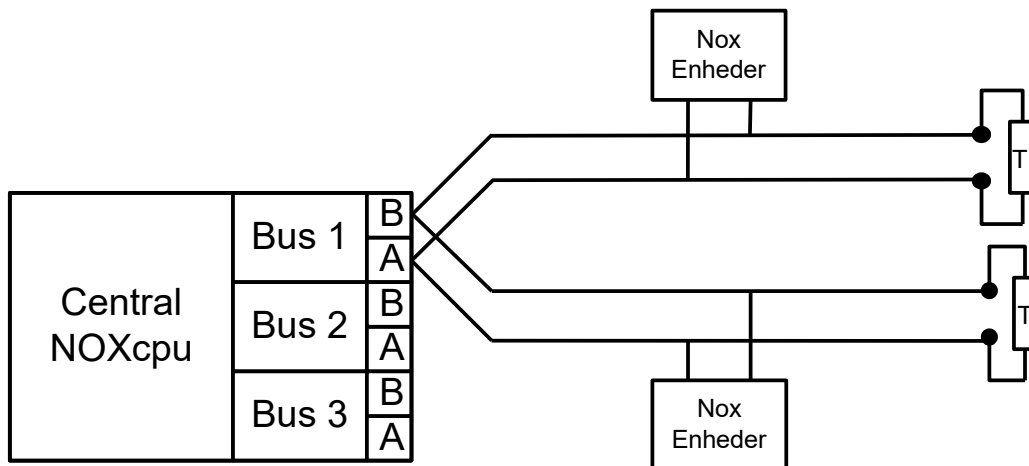 Nox
Enheder
T
B
Bus 1
A
Central
NOXcpu
B
Bus 2
A
T
B
Bus 3
A
Nox
Enheder